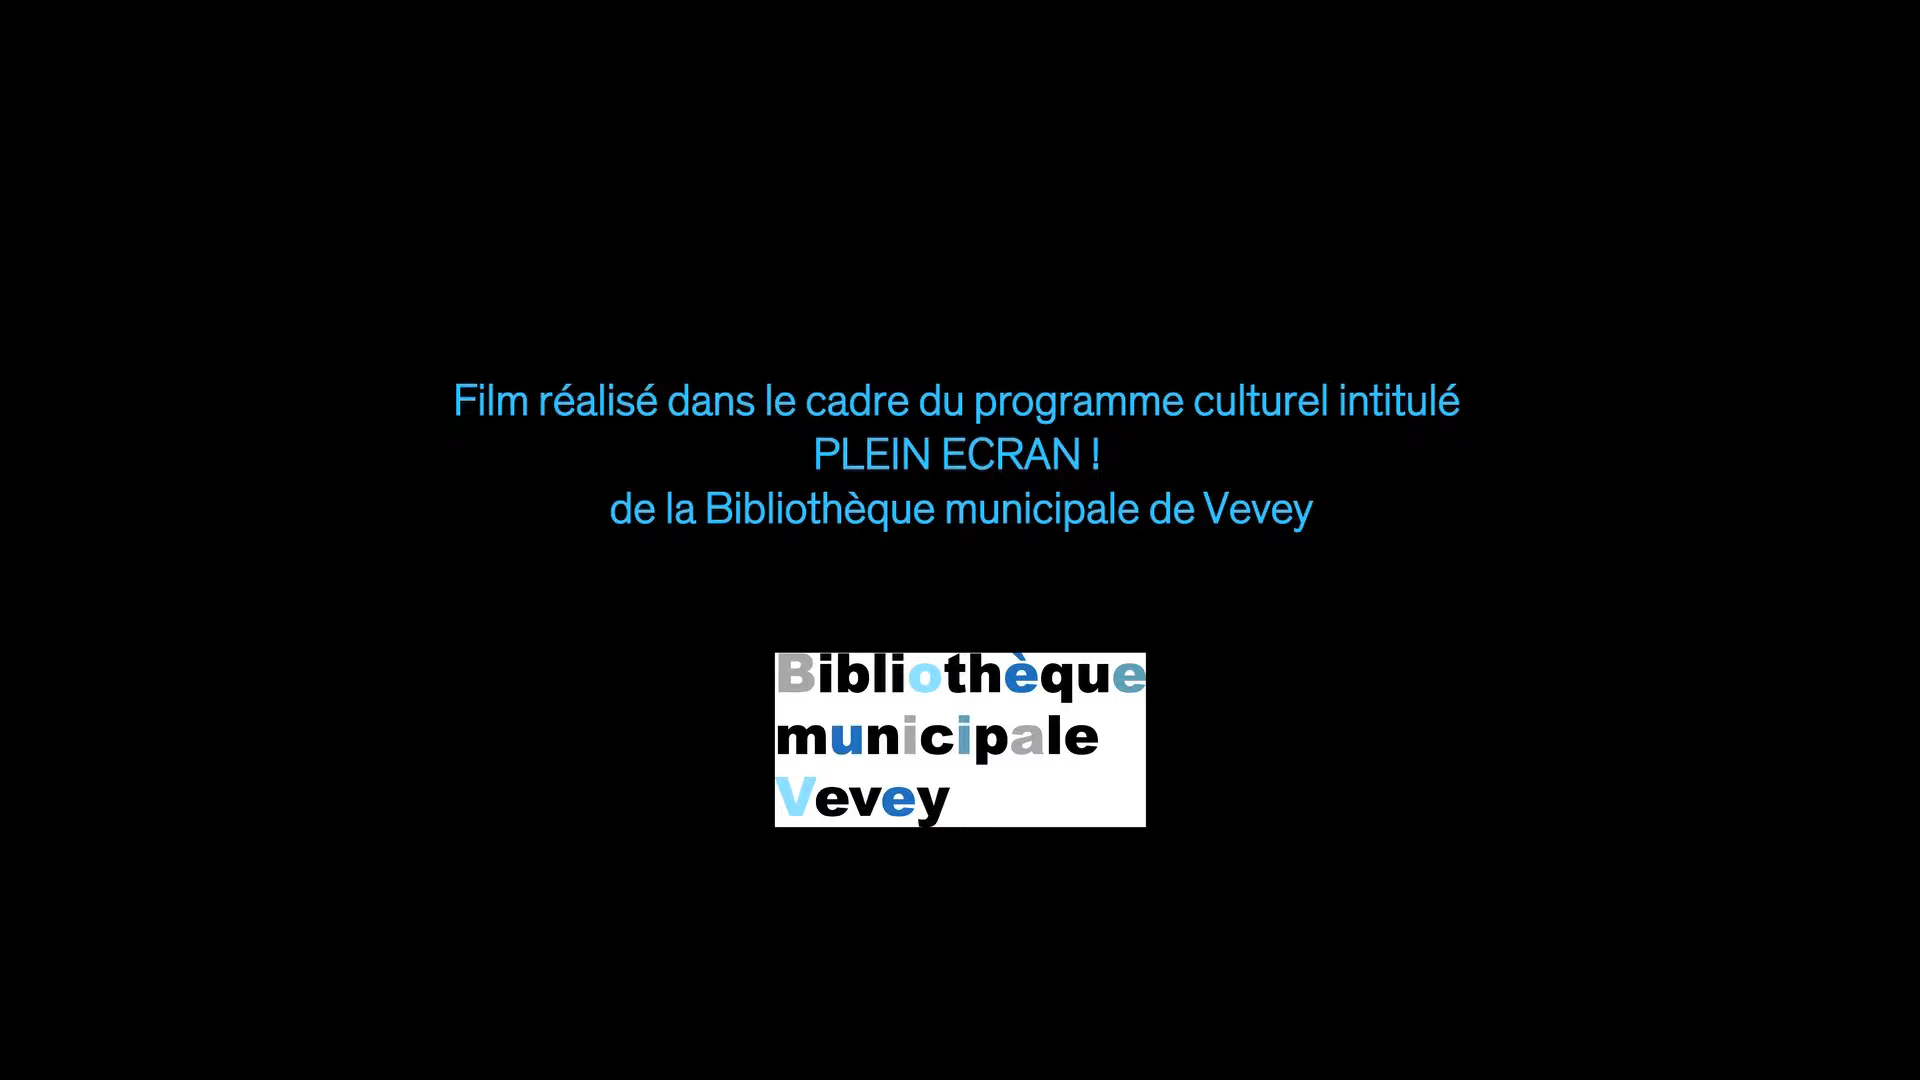 Film réalisé dans le cadre du programme culturel intitulé
PLEIN ECRAN !
de la Bibliothèque municipale de Vevey
Bibliothèque
municipale
Vevey